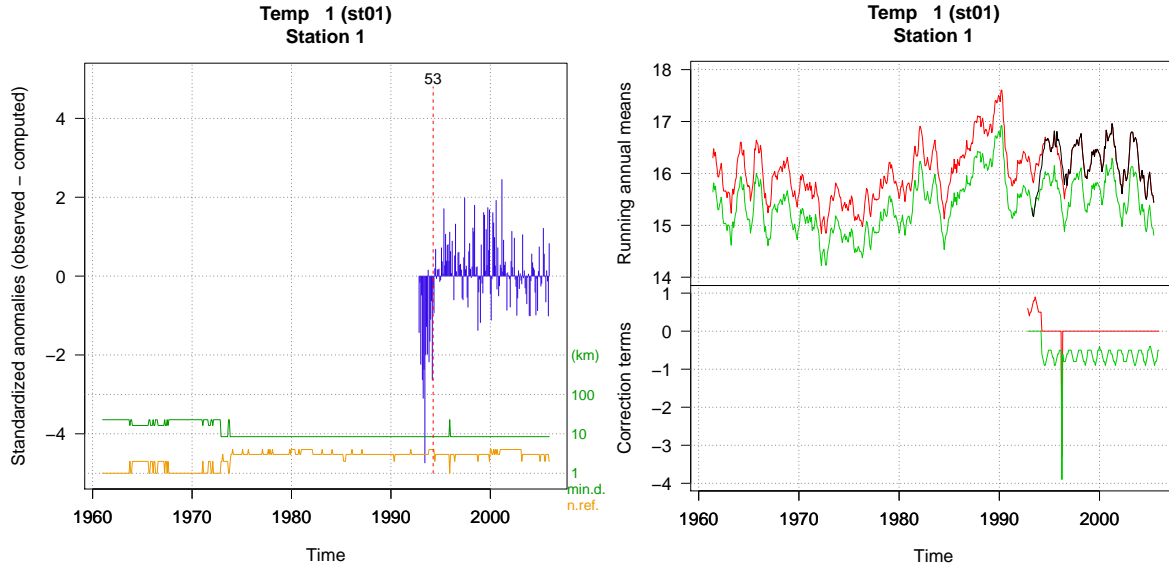 Temp 1 (st01)
Station 1
53
Standardized anomalies (observed − computed)
4
2
0
−2
−4
(km)
100
10
1
min.d.
n.ref.
1960 1970 1980 1990 2000
Time
Temp 1 (st01)
Station 1
Running annual means
18
17
16
15
14
Correction terms
1
0
−1
−2
−3
−4
1960 1970 1980 1990 2000
Time